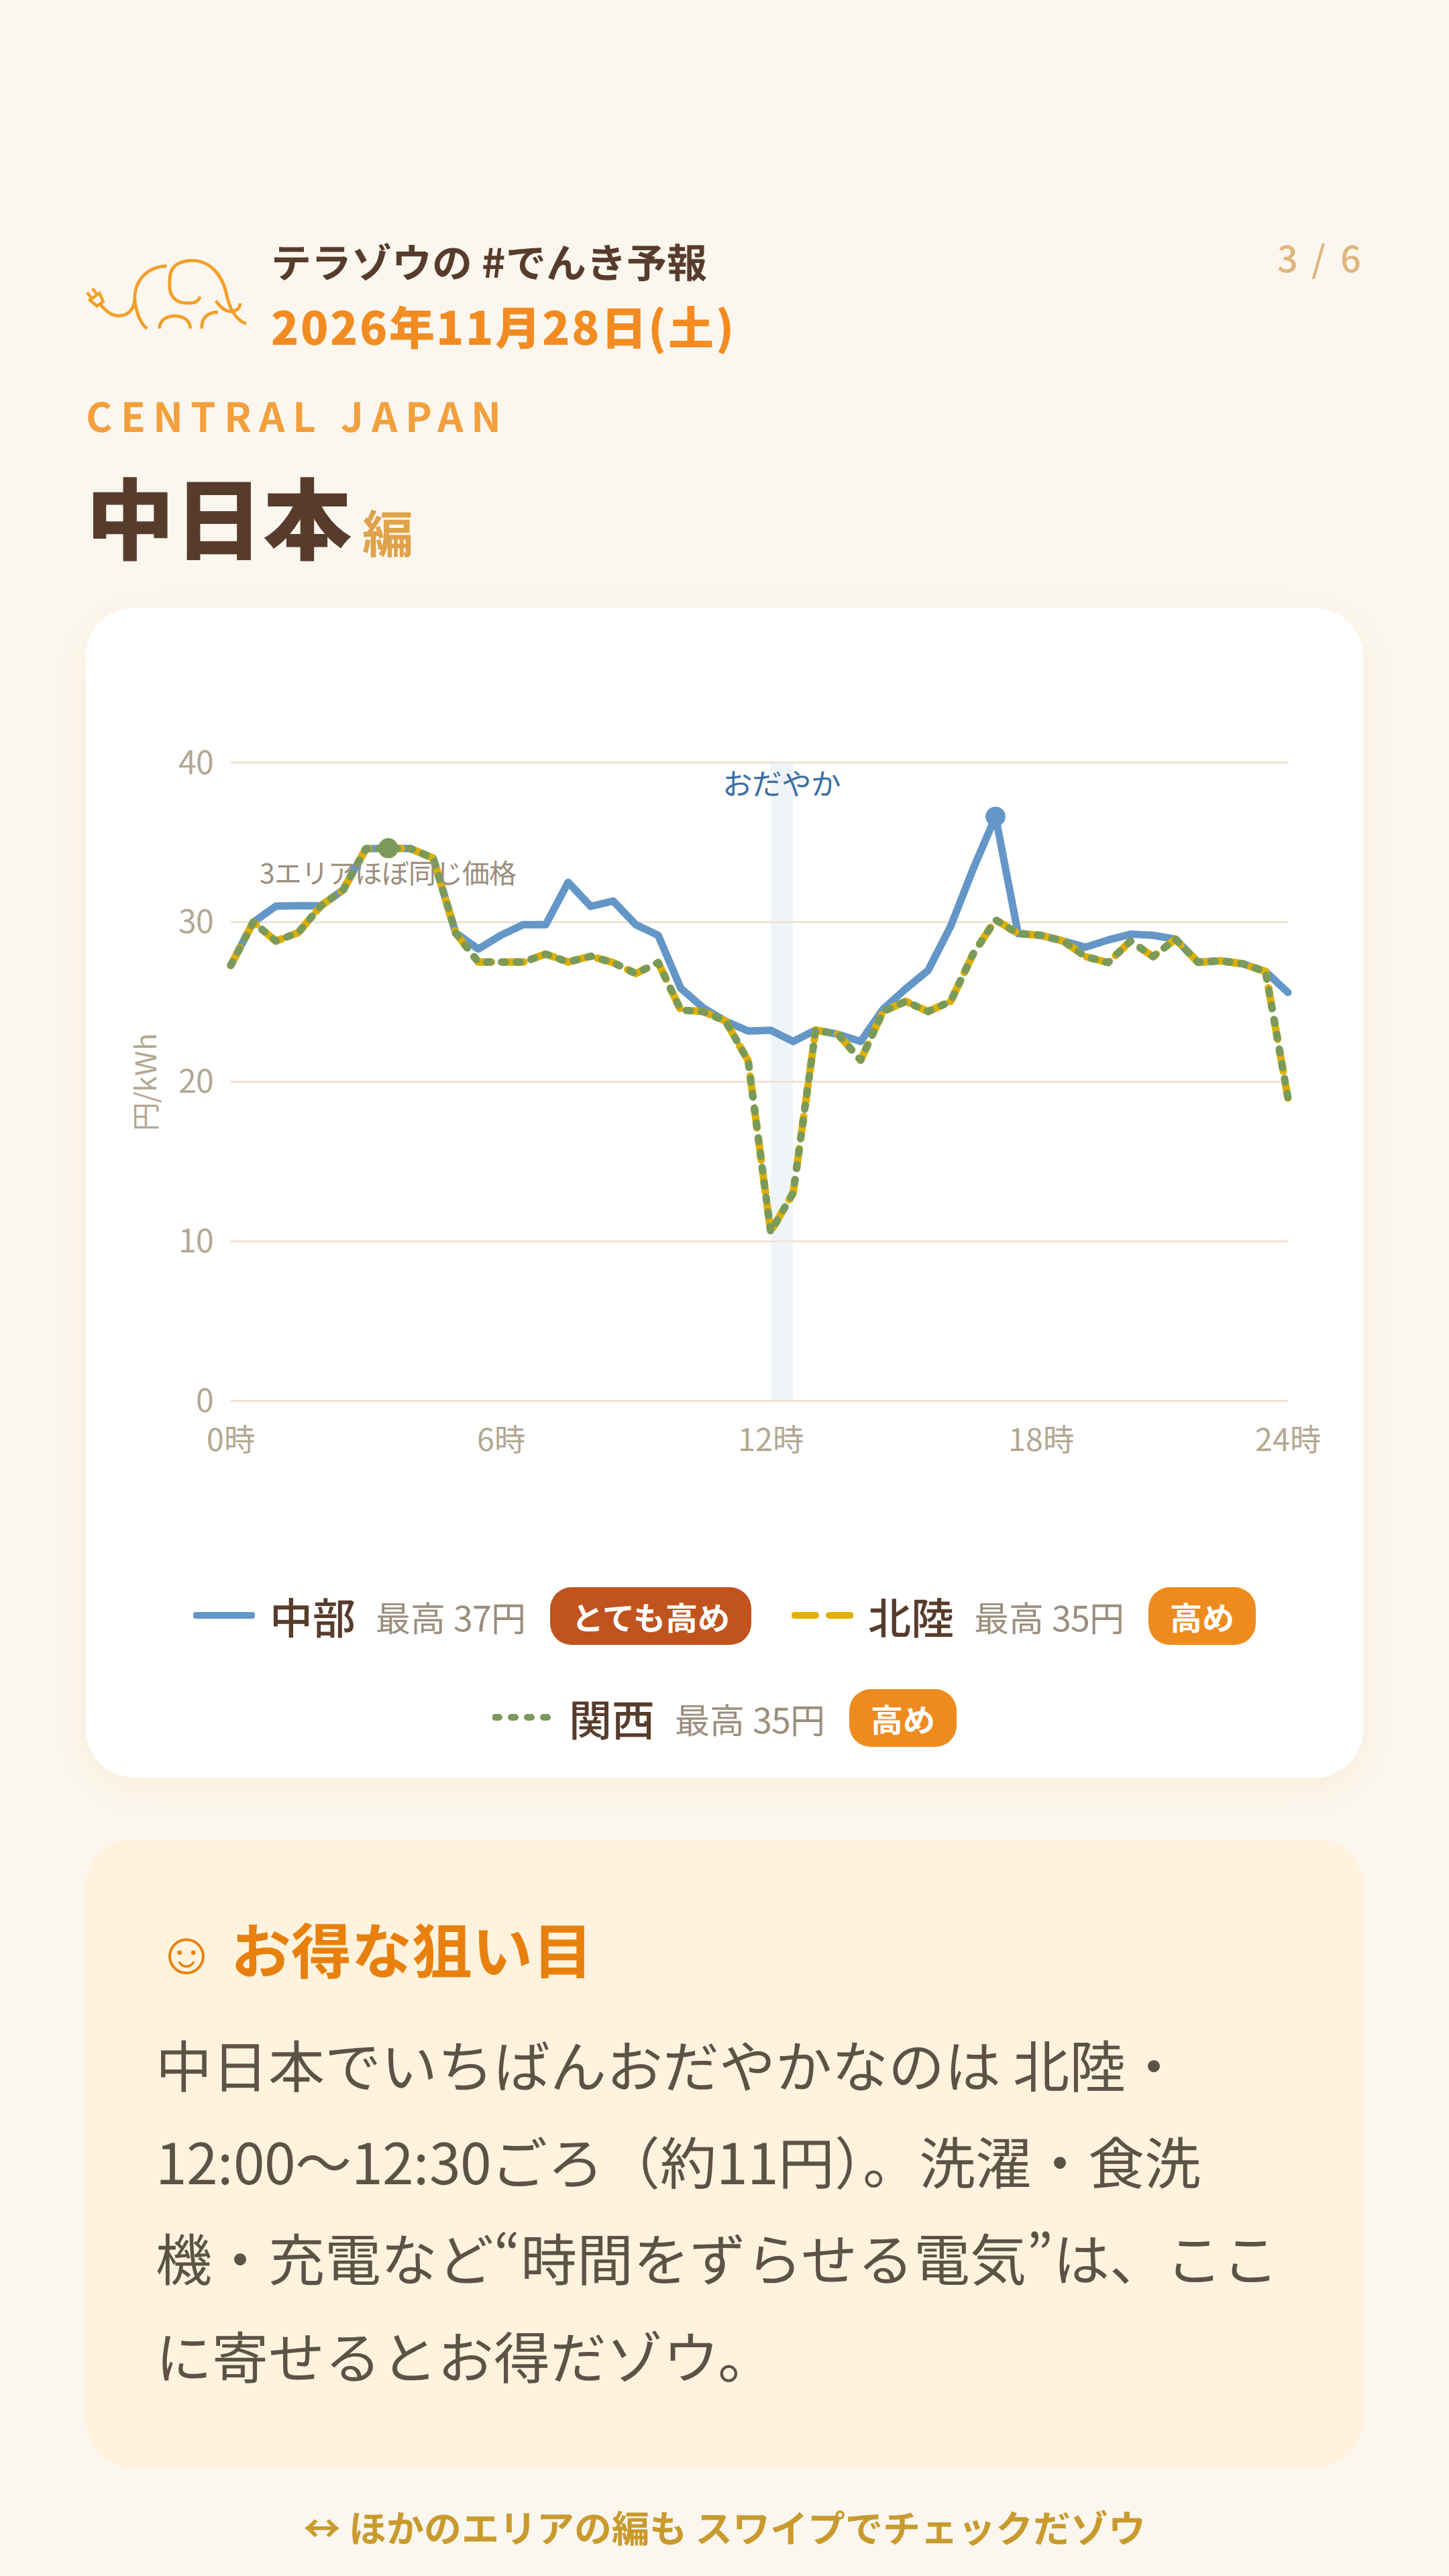 テラゾウの #でんき予報
2026年11月28日(土)
3 / 6
CENTRAL JAPAN
中日本 編
40
おだやか
3エリアほぼ同じ価格
30
円/kWh
20
10
0
0時 6時 12時 18時 24時
中部 最高 37円 とても高め 北陸 最高 35円 高め
関西 最高 35円 高め
☺ お得な狙い目
中日本でいちばんおだやかなのは 北陸・
12:00〜12:30ごろ（約11円）。洗濯・食洗
機・充電など“時間をずらせる電気”は、ここ
に寄せるとお得だゾウ。
↔ ほかのエリアの編も スワイプでチェックだゾウ